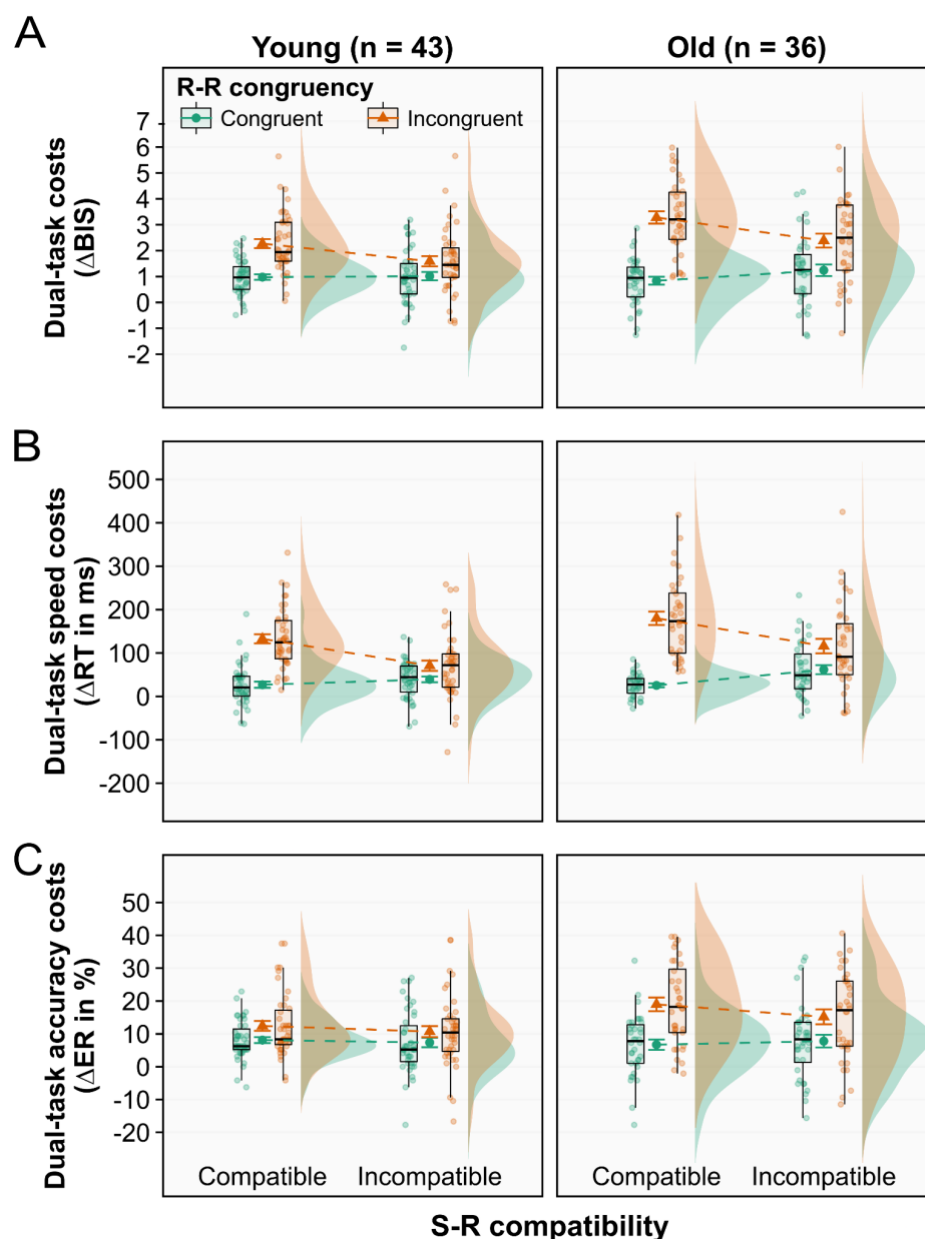 A
Young (n = 43)
Old (n = 36)
R-R congruency
Congruent
Incongruent
Dual-task costs
(ΔBIS)
7
6
5
4
3
2
1
0
-1
-2
B
Dual-task speed costs
(ΔRT in ms)
500
400
300
200
100
0
-100
-200
C
Dual-task accuracy costs
(ΔER in %)
50
40
30
20
10
0
-10
-20
Compatible Incompatible
Compatible Incompatible
S-R compatibility